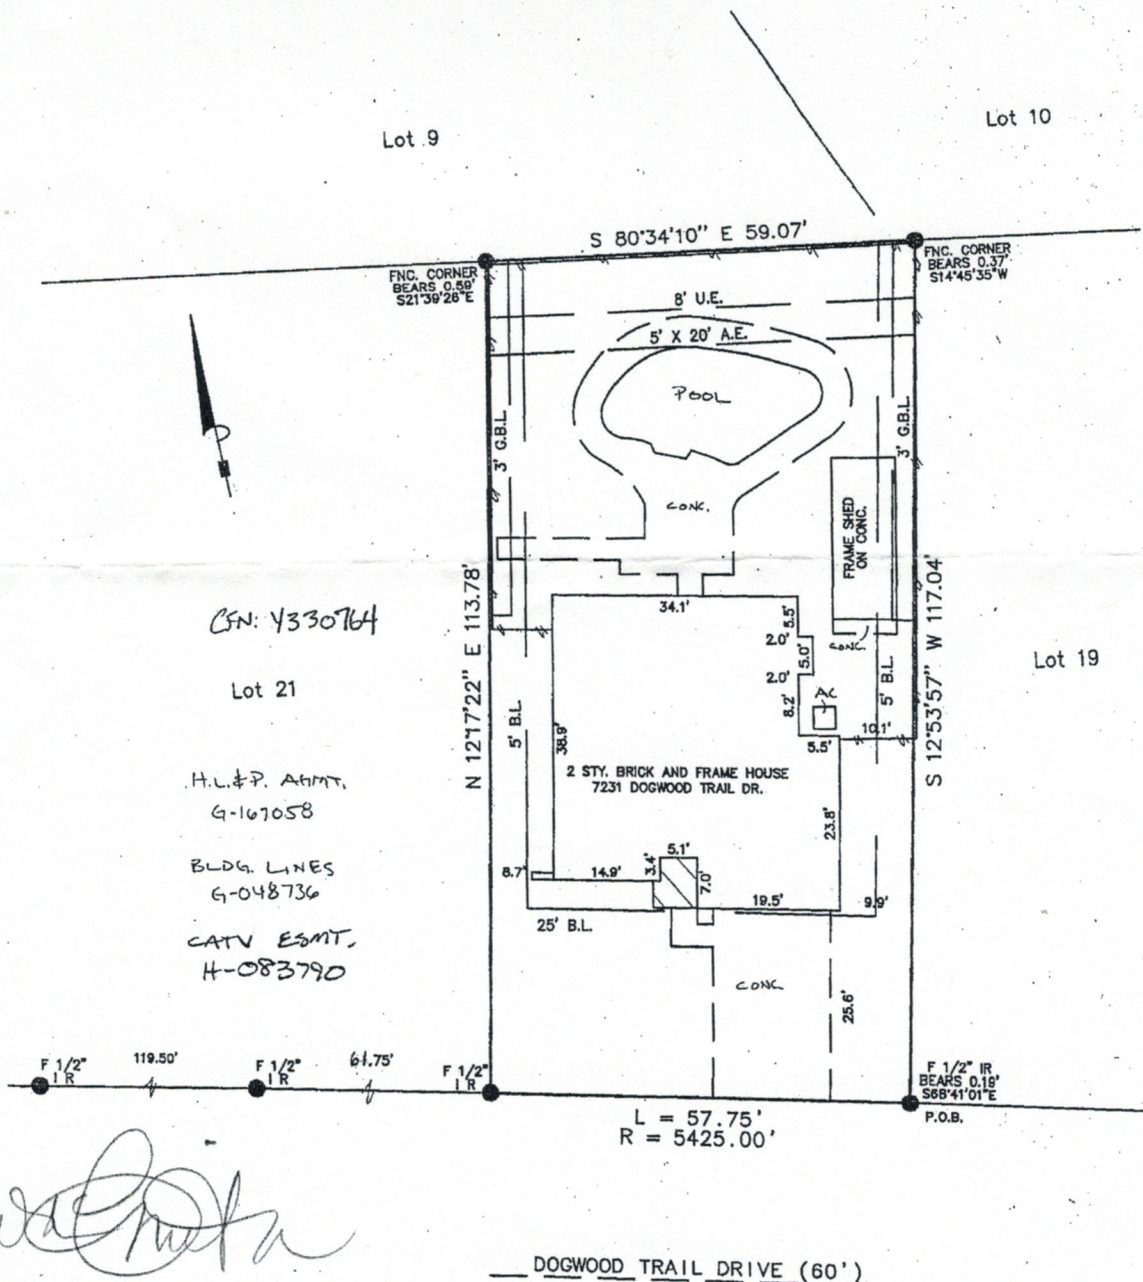 Lot 9
Lot 10
S 80°34'10" E 59.07'
FNC. CORNER
BEARS 0.59'
S21°39'26"E
FNC. CORNER
BEARS 0.37'
S14°45'35"W
8' U.E.
5' X 20' A.E.
POOL
3' G.B.L.
3' G.B.L.
CONC.
FRAME SHED
ON CONC.
CONC.
N 12°17'22" E 113.78'
S 12°53'57" W 117.04'
34.1'
5.5'
2.0'
5.0'
2.0'
8.2'
AC
5.5'
10.1'
5' B.L.
5' B.L.
CFN: Y330764
Lot 21
Lot 19
38.9'
2 STY. BRICK AND FRAME HOUSE
7231 DOGWOOD TRAIL DR.
23.8'
H.L.&P. AGMT.
G-167058
BLDG. LINES
G-048736
CATV ESMT.
H-083790
8.7'
14.9'
3.4'
5.1'
7.0'
19.5'
9.9'
25' B.L.
CONC
25.6'
F 1/2"
I R
119.50'
F 1/2"
I R
61.75'
F 1/2"
I R
F 1/2" IR
BEARS 0.19'
S68°41'01"E
P.O.B.
L = 57.75'
R = 5425.00'
DOGWOOD TRAIL DRIVE (60')